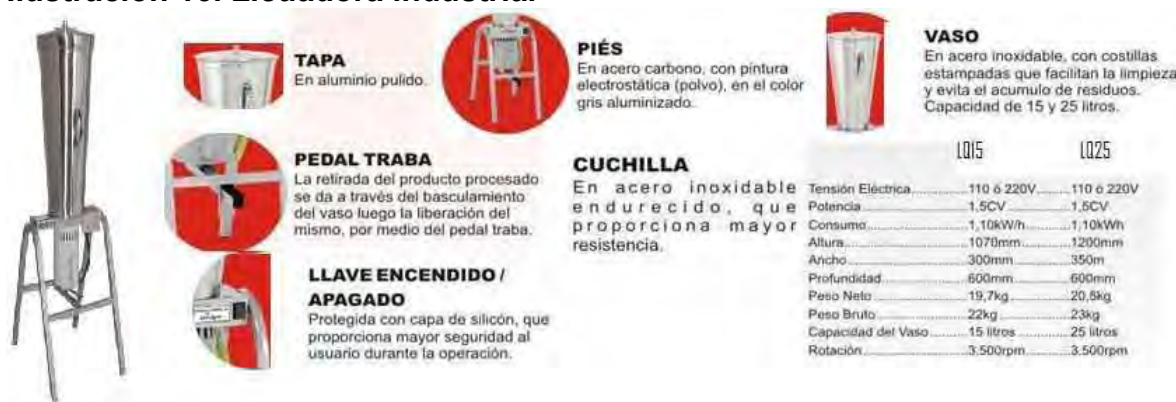 Ilustración 10. Licuadora Industrial
TAPA
En aluminio pulido.
PEDAL TRABA
La retirada del producto procesado
se da a través del basculamiento
del vaso luego la liberación del
mismo, por medio del pedal traba.
LLAVE ENCENDIDO /
APAGADO
Protegida con capa de silicón, que
proporciona mayor seguridad al
usuario durante la operación.
PIÉS
En acero carbono, con pintura
electrostática (polvo), en el color
gris aluminizado.
CUCHILLA
En acero inoxidable
endurecido, que
proporciona mayor
resistencia.
VASO
En acero inoxidable, con costillas
estampadas que facilitan la limpieza
y evita el acumulo de residuos.
Capacidad de 15 y 25 litros.
LQ15 LQ25
Tensión Eléctrica 110 ó 220V 110 ó 220V
Potencia 1,5CV 1,5CV
Consumo 1,10kW/h 1,10kWh
Altura 1070mm 1200mm
Ancho 300mm 350m
Profundidad 600mm 600mm
Peso Neto 19,7kg 20,5kg
Peso Bruto 22kg 23kg
Capacidad del Vaso 15 litros 25 litros
Rotación 3.500rpm 3.500rpm